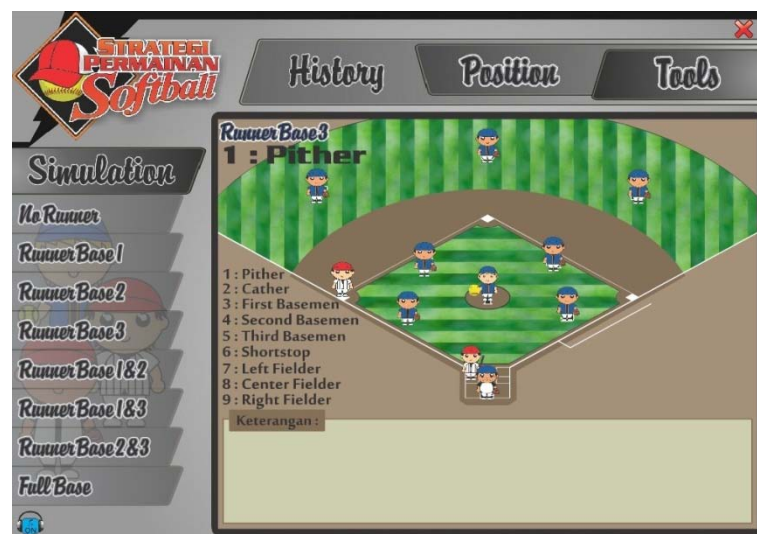 STRATEGI
PERMAINAN
Softball
History
Position
Tools
Simulation
No Runner
Runner Base 1
Runner Base 2
Runner Base 3
Runner Base 1&2
Runner Base 1&3
Runner Base 2&3
Full Base
Runner Base 3
1 : Pither
1 : Pither
2 : Cather
3 : First Basemen
4 : Second Basemen
5 : Third Basemen
6 : Shortstop
7 : Left Fielder
8 : Center Fielder
9 : Right Fielder
Keterangan :